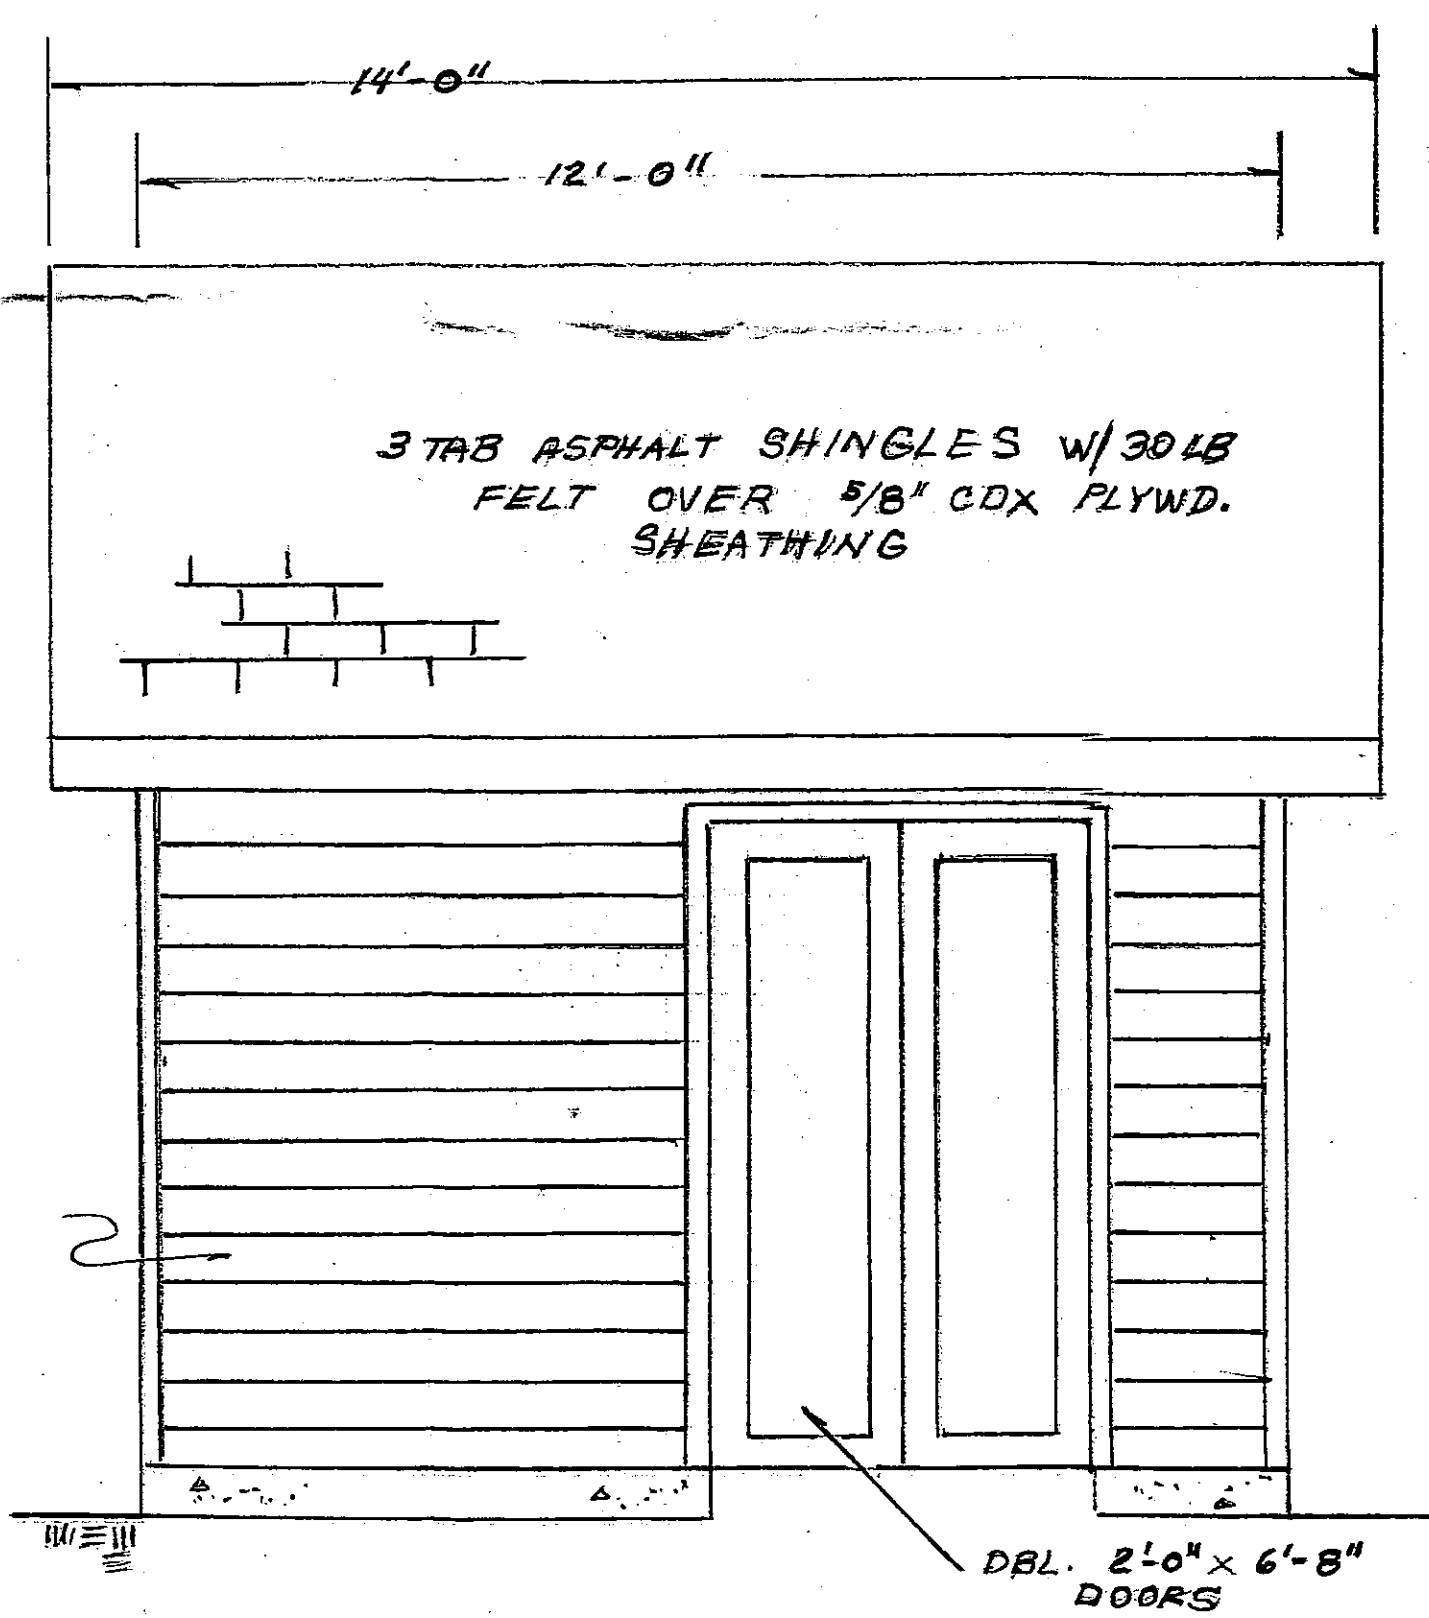 14'-0"
12'-0"
3 TAB ASPHALT SHINGLES W/ 30 LB
FELT OVER 5/8" CDX PLYWD.
SHEATHING
DBL. 2'-0" x 6'-8"
DOORS